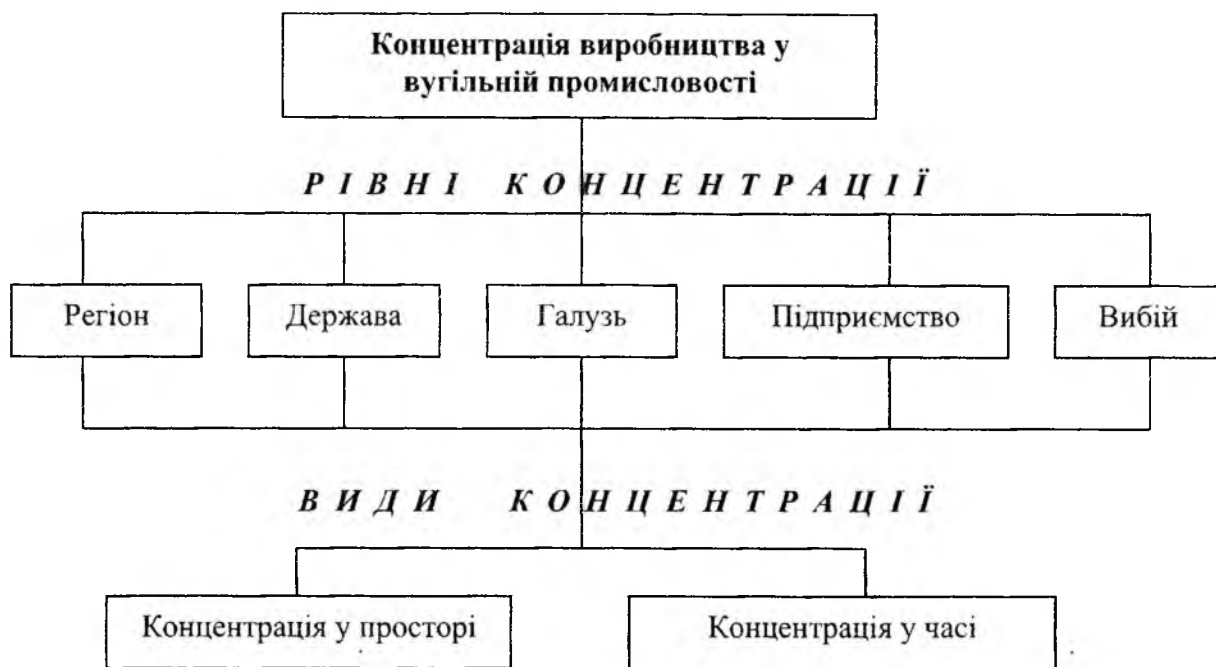 Концентрація виробництва у
вугільній промисловості
РІВНІ КОНЦЕНТРАЦІЇ
Регіон Держава Галузь Підприємство Вибій
ВИДИ КОНЦЕНТРАЦІЇ
Концентрація у просторі Концентрація у часі